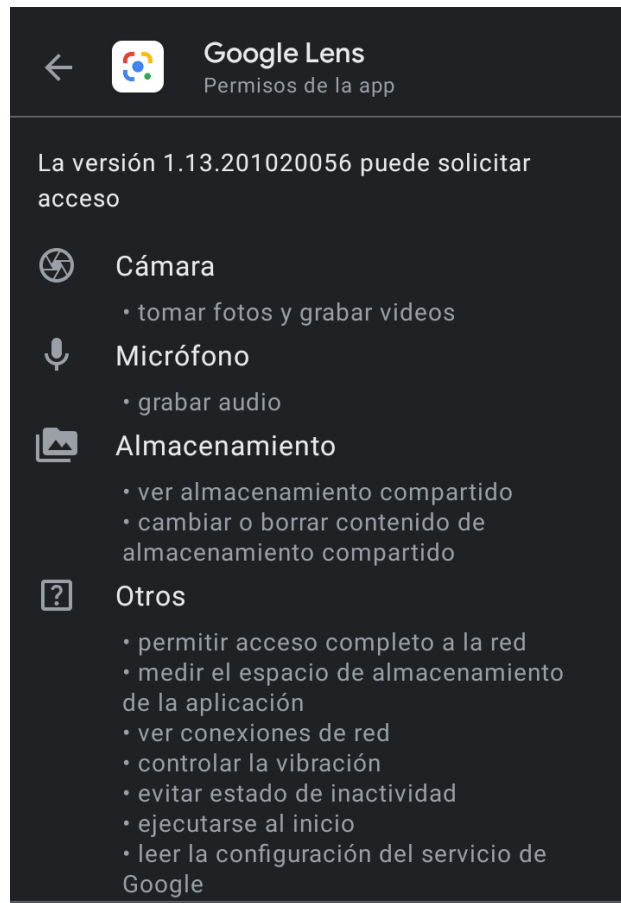 Google Lens
Permisos de la app
La versión 1.13.201020056 puede solicitar
acceso
Cámara
• tomar fotos y grabar videos
Micrófono
• grabar audio
Almacenamiento
• ver almacenamiento compartido
• cambiar o borrar contenido de
almacenamiento compartido
Otros
• permitir acceso completo a la red
• medir el espacio de almacenamiento
de la aplicación
• ver conexiones de red
• controlar la vibración
• evitar estado de inactividad
• ejecutarse al inicio
• leer la configuración del servicio de
Google